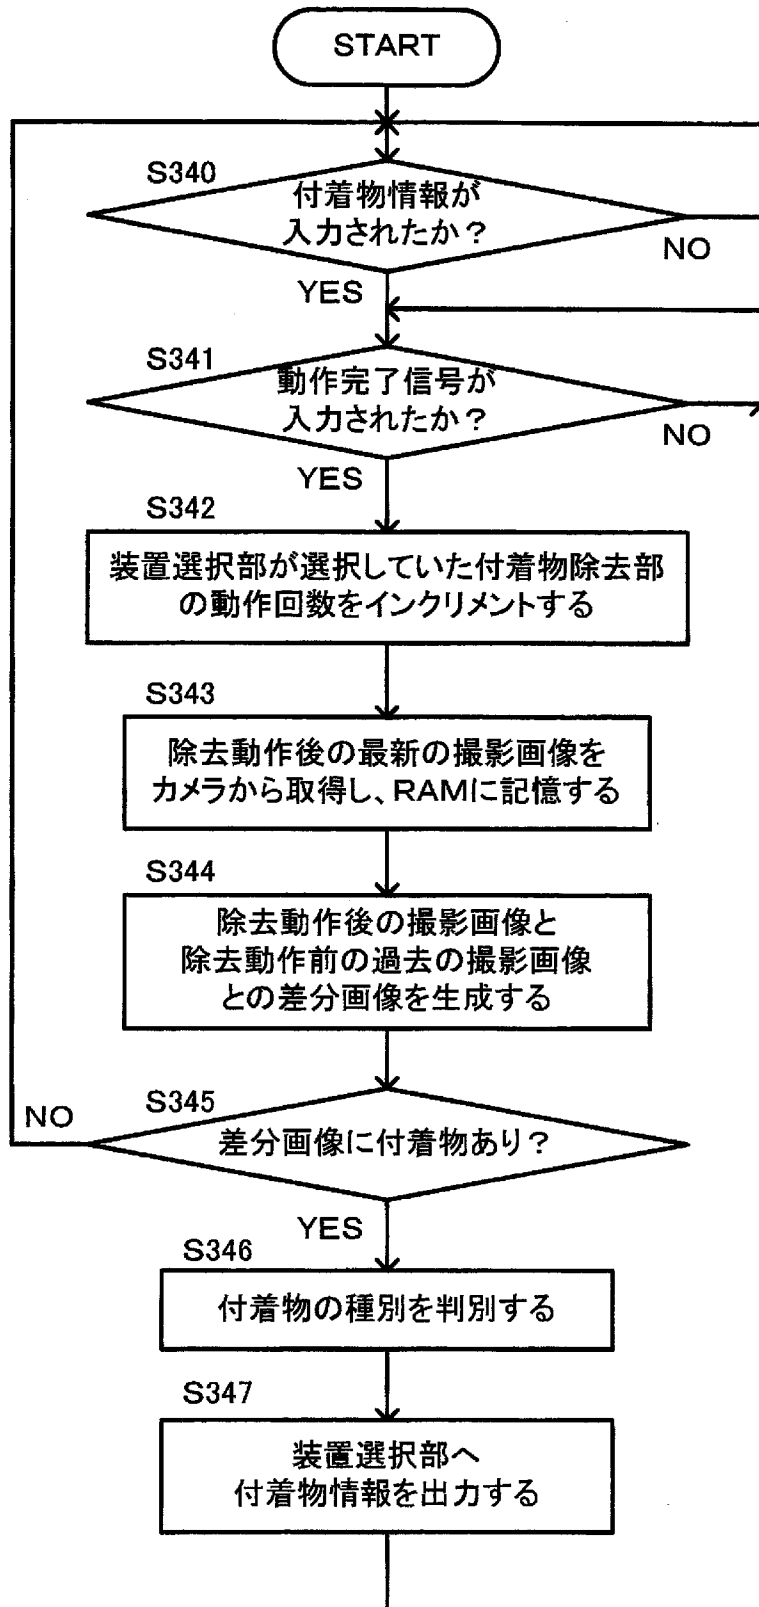 START
S340
付着物情報が
入力されたか？
NO
YES
S341
動作完了信号が
入力されたか？
NO
YES
S342
装置選択部が選択していた付着物除去部
の動作回数をインクリメントする
S343
除去動作後の最新の撮影画像を
カメラから取得し、RAMに記憶する
S344
除去動作後の撮影画像と
除去動作前の過去の撮影画像
との差分画像を生成する
S345
NO
差分画像に付着物あり？
YES
S346
付着物の種別を判別する
S347
装置選択部へ
付着物情報を出力する